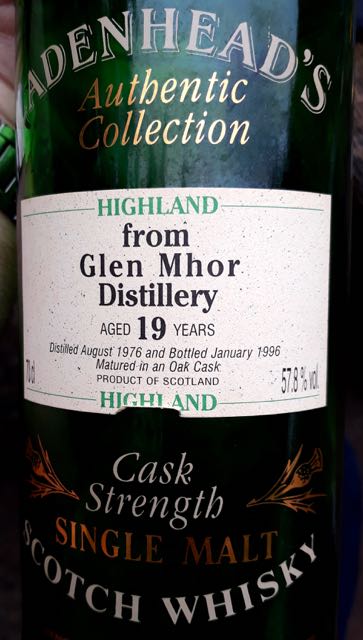 ADENHEAD'S
Authentic
Collection
HIGHLAND
from
Glen Mhor
Distillery
AGED 19 YEARS
Distilled August 1976 and Bottled January 1996
Matured in an Oak Cask
70cl PRODUCT OF SCOTLAND 57.8 % vol
HIGHLAND
Cask
Strength
SINGLE MALT
SCOTCH WHISKY